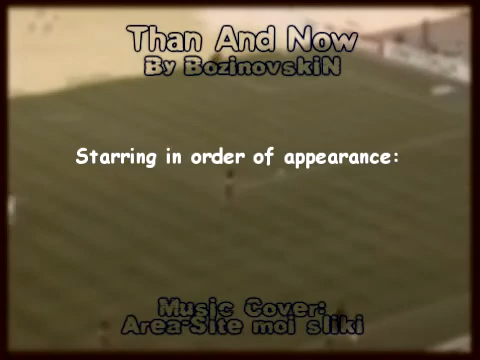 Than And Now
By BozinovskiN
Starring in order of appearance:
Music Cover:
Area-Site moi sliki